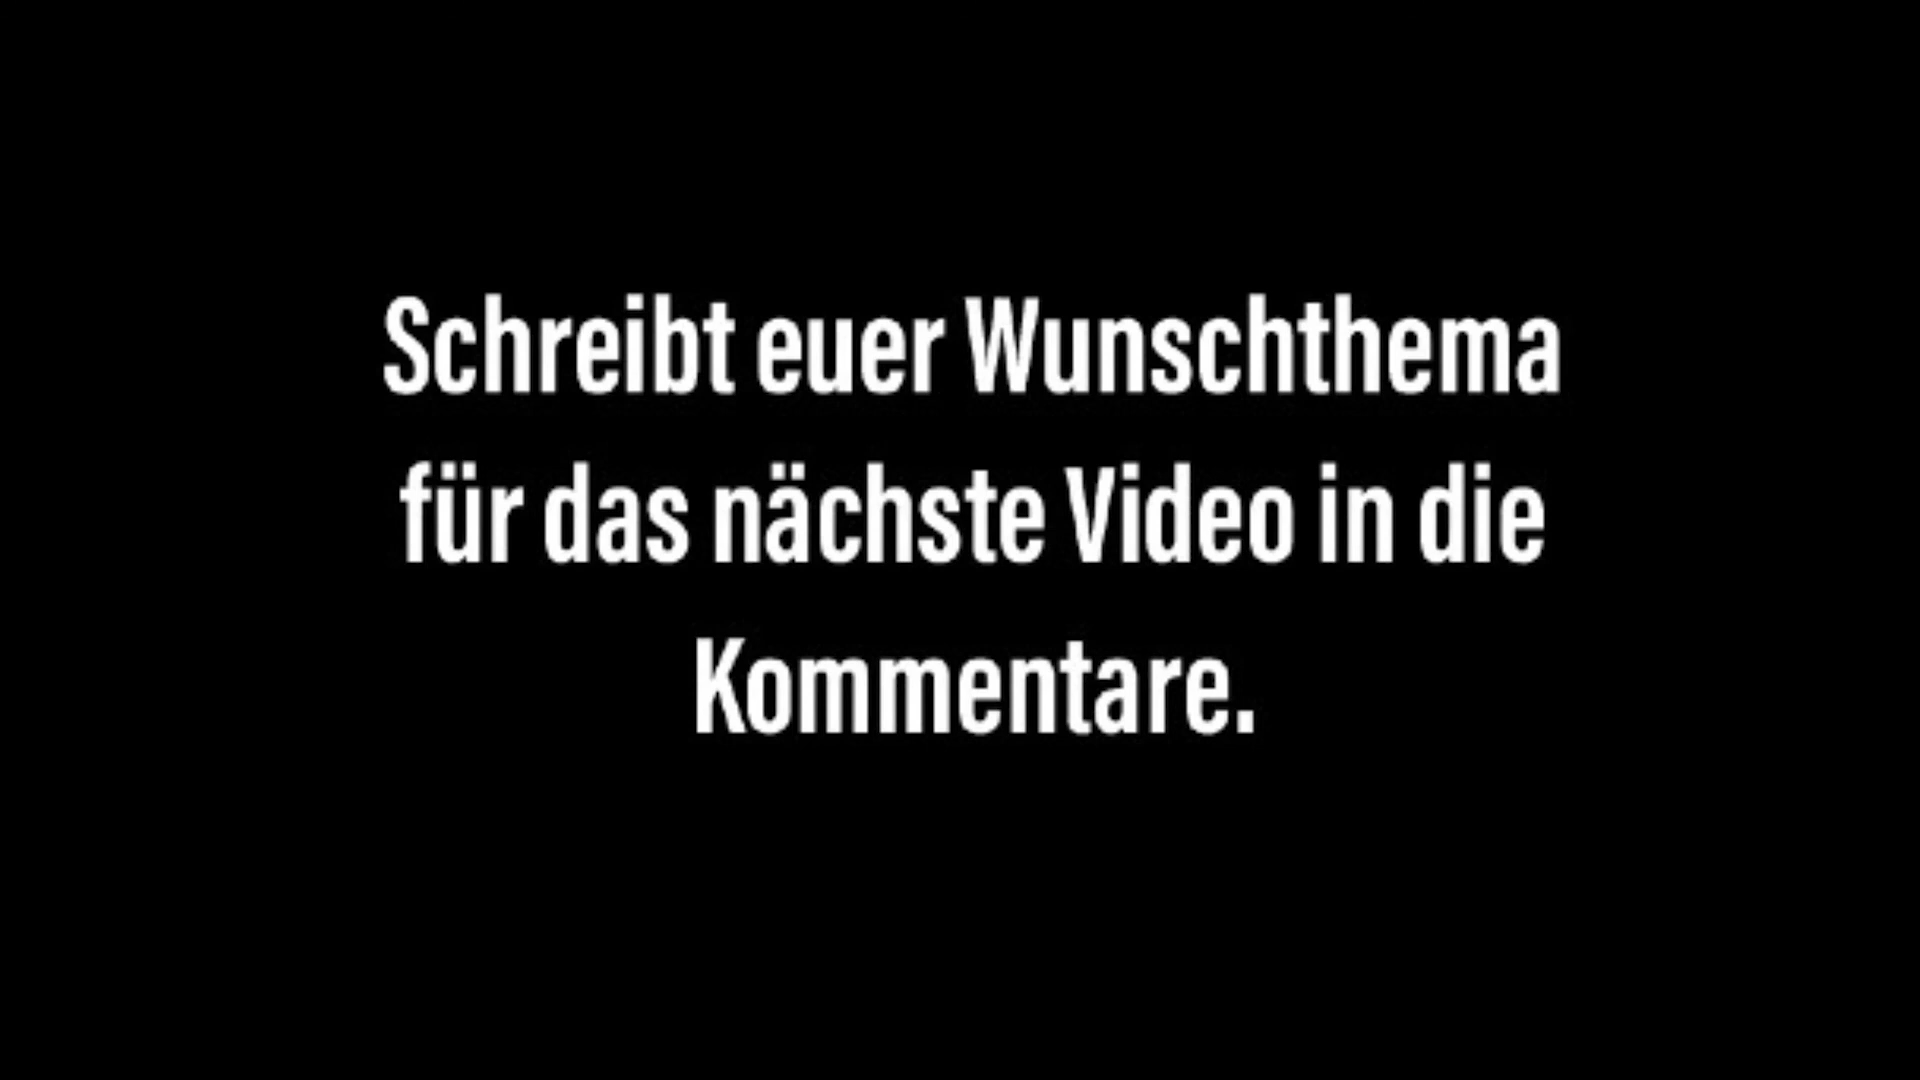 Schreibt euer Wunschthema
für das nächste Video in die
Kommentare.